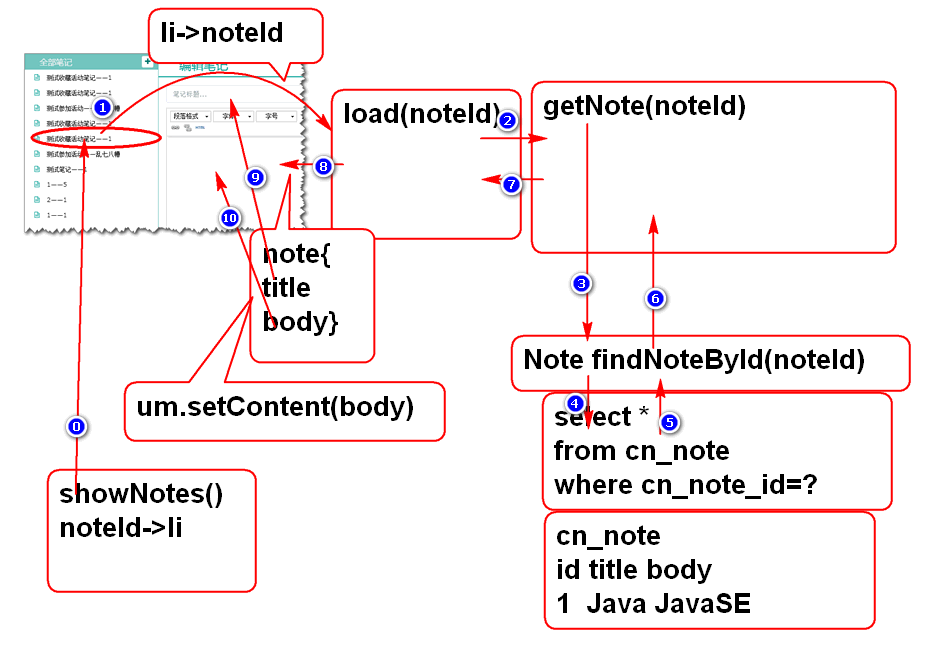 li->noteId
全部笔记
+
编辑笔记
测试收藏活动笔记——1
测试收藏活动笔记——1
测试参加活动
测试收藏活动笔记——1
测试收藏活动笔记——1
测试参加活动——乱七八糟
测试笔记——1
1——5
2——1
1——1
笔记标题...
段落格式
字号
HTML
load(noteId)
getNote(noteId)
1
2
8
7
9
10
note{
title
body}
3
6
Note findNoteById(noteId)
um.setContent(body)
4
5
select *
from cn_note
where cn_note_id=?
0
showNotes()
noteId->li
cn_note
id title body
1 Java JavaSE